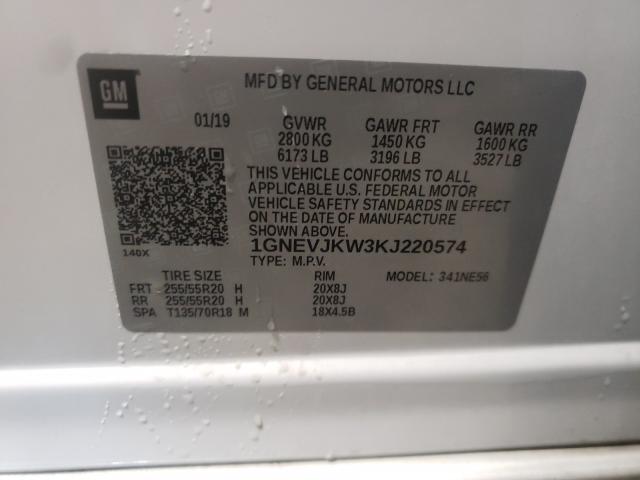 GM
MFD BY GENERAL MOTORS LLC
01/19 GVWR GAWR FRT GAWR RR
2800 KG 1450 KG 1600 KG
6173 LB 3196 LB 3527 LB
THIS VEHICLE CONFORMS TO ALL
APPLICABLE U.S. FEDERAL MOTOR
VEHICLE SAFETY STANDARDS IN EFFECT
ON THE DATE OF MANUFACTURE
SHOWN ABOVE.
1GNEVJKW3KJ220574
140X TYPE: M.P.V.
TIRE SIZE RIM MODEL: 341NE56
FRT 255/55R20 H 20X8J
RR 255/55R20 H 20X8J
SPA T135/70R18 M 18X4.5B